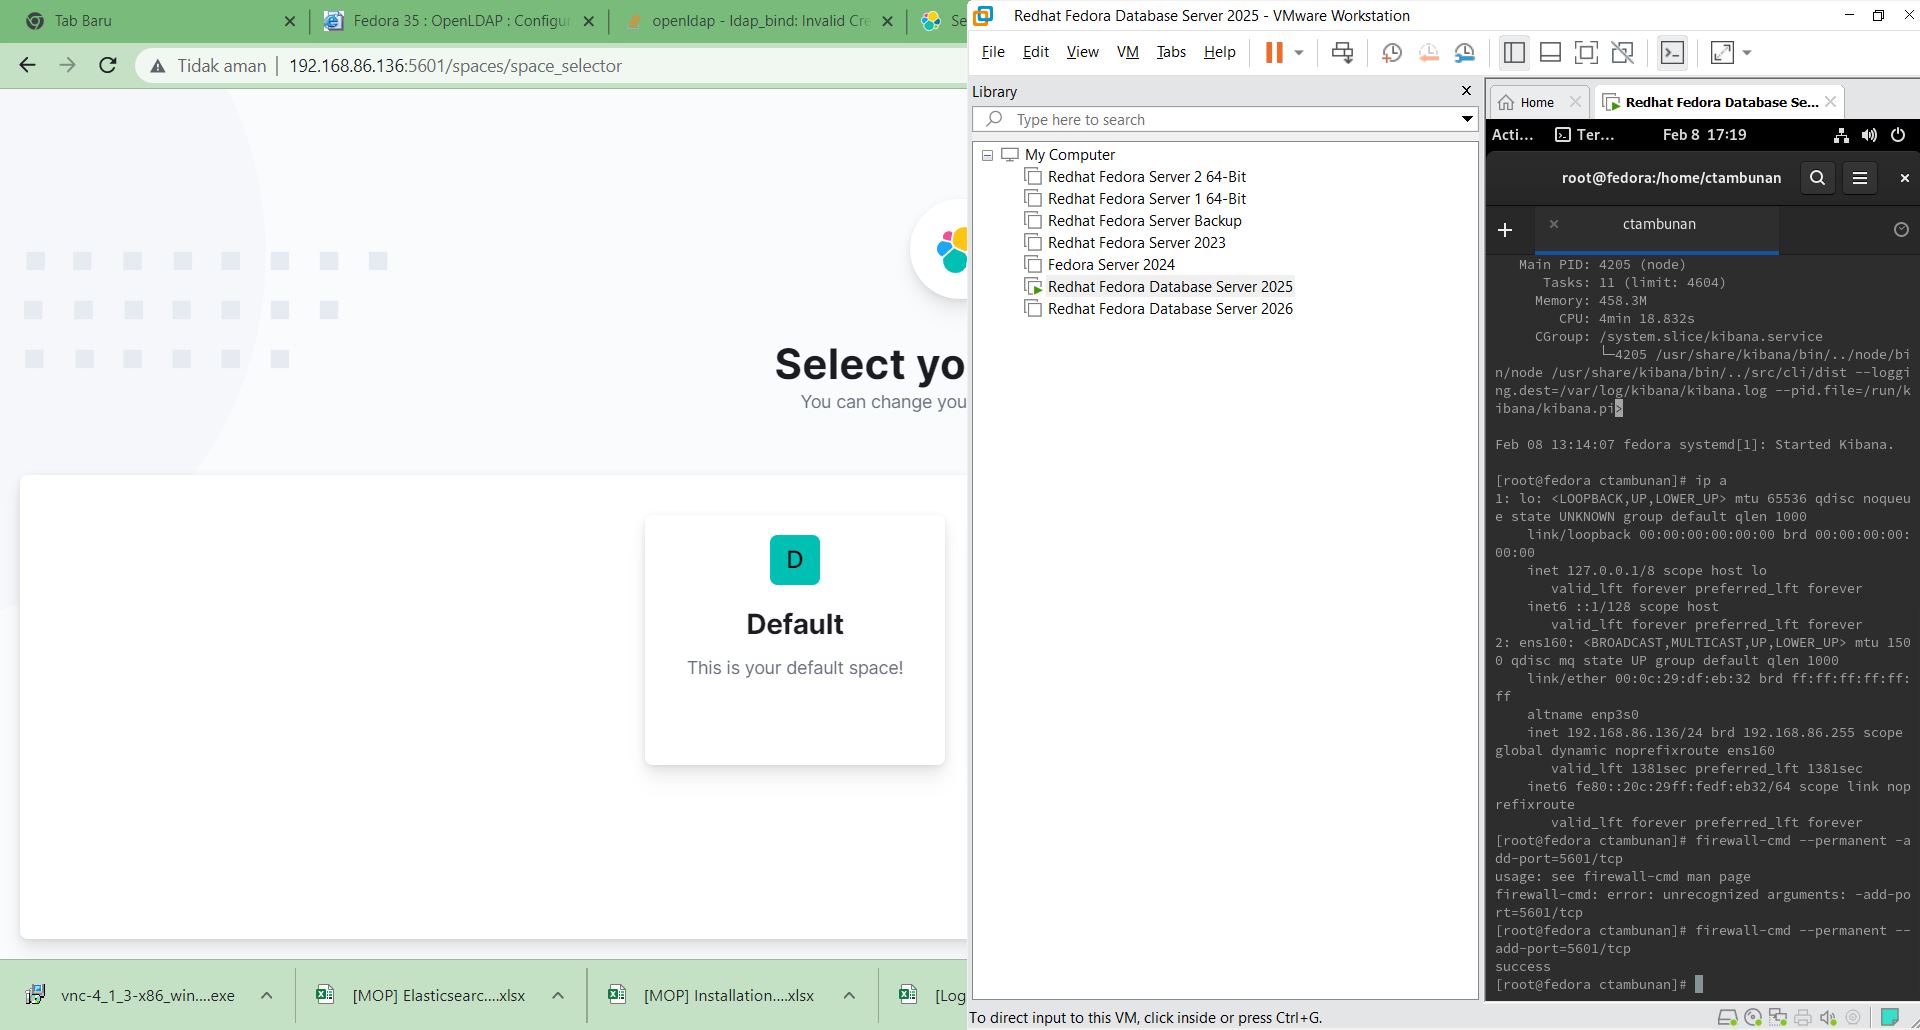 Tab Baru
Fedora 35 : OpenLDAP : Configur
openldap - ldap_bind: Invalid Cre
Se
Tidak aman
192.168.86.136:5601/spaces/space_selector
Select yo
You can change you
D
Default
This is your default space!
vnc-4_1_3-x86_win....exe
[MOP] Elasticsearc....xlsx
[MOP] Installation....xlsx
[Log
Redhat Fedora Database Server 2025 - VMware Workstation
File Edit View VM Tabs Help
Library
Type here to search
My Computer
Redhat Fedora Server 2 64-Bit
Redhat Fedora Server 1 64-Bit
Redhat Fedora Server Backup
Redhat Fedora Server 2023
Fedora Server 2024
Redhat Fedora Database Server 2025
Redhat Fedora Database Server 2026
Home
Redhat Fedora Database Se...
Acti... Ter... Feb 8 17:19
root@fedora:/home/ctambunan
ctambunan
Main PID: 4205 (node)
Tasks: 11 (limit: 4604)
Memory: 458.3M
CPU: 4min 18.832s
CGroup: /system.slice/kibana.service
└─4205 /usr/share/kibana/bin/../node/bi
n/node /usr/share/kibana/bin/../src/cli/dist --loggi
ng.dest=/var/log/kibana/kibana.log --pid.file=/run/k
ibana/kibana.pi>
Feb 08 13:14:07 fedora systemd[1]: Started Kibana.
[root@fedora ctambunan]# ip a
1: lo: <LOOPBACK,UP,LOWER_UP> mtu 65536 qdisc noqueu
e state UNKNOWN group default qlen 1000
link/loopback 00:00:00:00:00:00 brd 00:00:00:00:
00:00
inet 127.0.0.1/8 scope host lo
valid_lft forever preferred_lft forever
inet6 ::1/128 scope host
valid_lft forever preferred_lft forever
2: ens160: <BROADCAST,MULTICAST,UP,LOWER_UP> mtu 150
0 qdisc mq state UP group default qlen 1000
link/ether 00:0c:29:df:eb:32 brd ff:ff:ff:ff:ff:
ff
altname enp3s0
inet 192.168.86.136/24 brd 192.168.86.255 scope
global dynamic noprefixroute ens160
valid_lft 1381sec preferred_lft 1381sec
inet6 fe80::20c:29ff:fedf:eb32/64 scope link nop
refixroute
valid_lft forever preferred_lft forever
[root@fedora ctambunan]# firewall-cmd --permanent -a
dd-port=5601/tcp
usage: see firewall-cmd man page
firewall-cmd: error: unrecognized arguments: -add-po
rt=5601/tcp
[root@fedora ctambunan]# firewall-cmd --permanent --
add-port=5601/tcp
success
[root@fedora ctambunan]#
To direct input to this VM, click inside or press Ctrl+G.